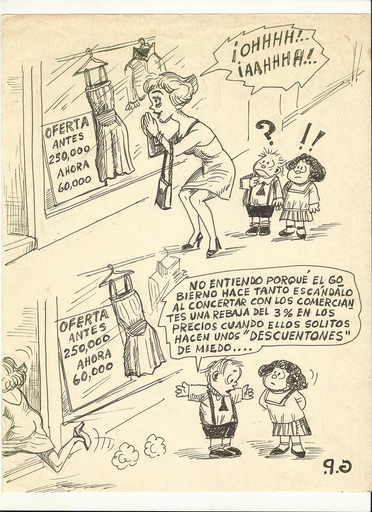 ¡OHHHH!..
¡AAHHHH!..
OFERTA
ANTES
250,000
AHORA
60,000
?
!!
NO ENTIENDO PORQUÉ EL GO
BIERNO HACE TANTO ESCÁNDALO
AL CONCERTAR CON LOS COMERCIAN
TES UNA REBAJA DEL 3% EN LOS
PRECIOS CUANDO ELLOS SOLITOS
HACEN UNOS "DESCUENTONES"
DE MIEDO....
OFERTA
ANTES
250,000
AHORA
60,000
G.P.